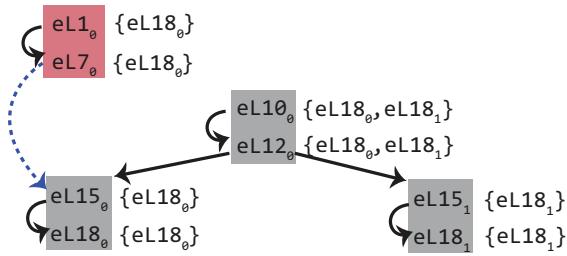 eL1₀ {eL18₀}
eL7₀ {eL18₀}
eL10₀ {eL18₀,eL18₁}
eL12₀ {eL18₀,eL18₁}
eL15₀ {eL18₀}
eL18₀ {eL18₀}
eL15₁ {eL18₁}
eL18₁ {eL18₁}